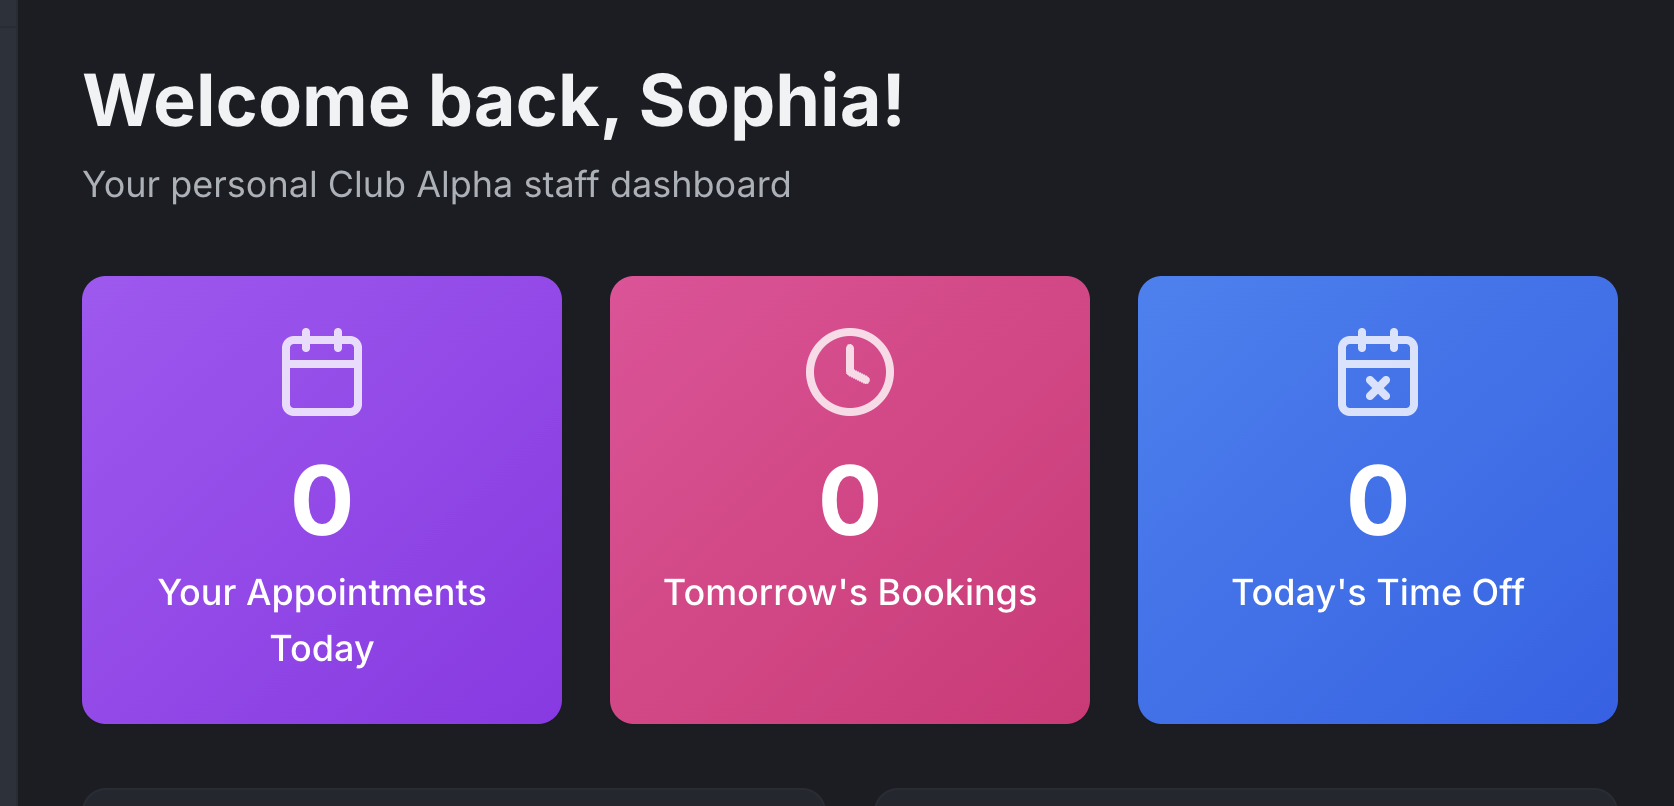 Welcome back, Sophia!
Your personal Club Alpha staff dashboard
0
Your Appointments
Today
0
Tomorrow's Bookings
0
Today's Time Off